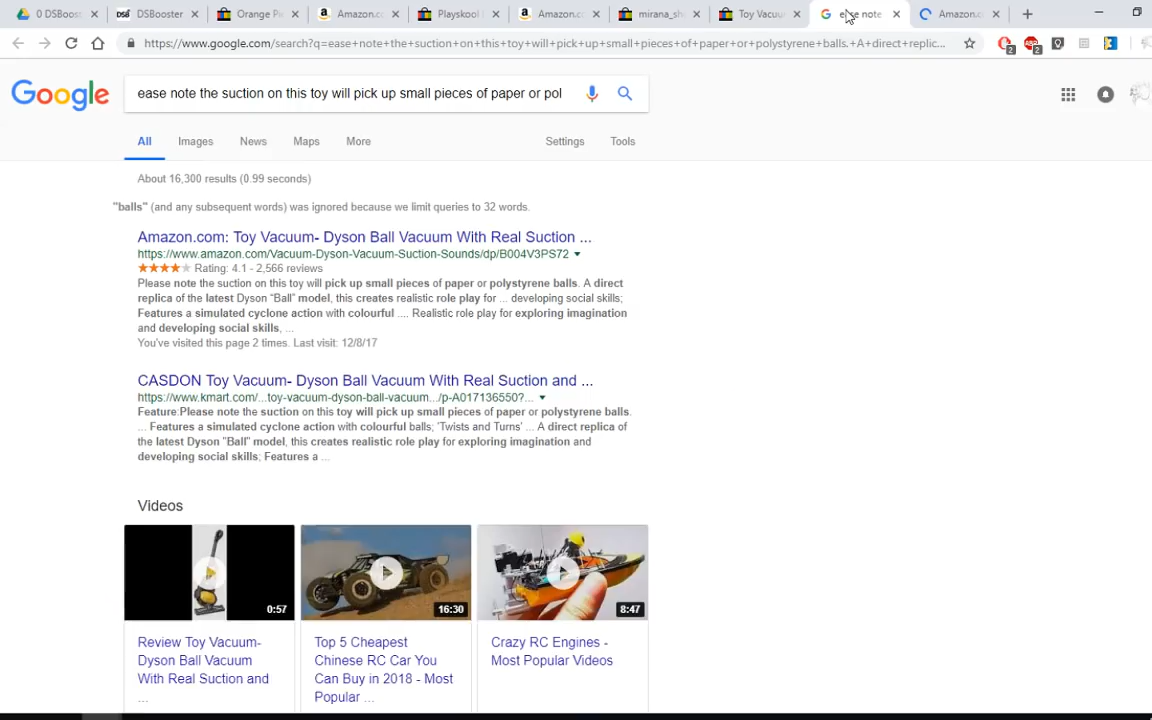 0 DSBoos
DSB
DSBooster
Orange Pi
Amazon.c
Playskool
Amazon.c
mirana_sh
Toy Vacuu
ease note
Amazon.c
https://www.google.com/search?q=ease+note+the+suction+on+this+toy+will+pick+up+small+pieces+of+paper+or+polystyrene+balls.+A+direct+replic...
2
2
Google
ease note the suction on this toy will pick up small pieces of paper or pol
All
Images
News
Maps
More
Settings
Tools
About 16,300 results (0.99 seconds)
"balls" (and any subsequent words) was ignored because we limit queries to 32 words.
Amazon.com: Toy Vacuum- Dyson Ball Vacuum With Real Suction ...
https://www.amazon.com/Vacuum-Dyson-Vacuum-Suction-Sounds/dp/B004V3PS72
Rating: 4.1 - 2,566 reviews
Please note the suction on this toy will pick up small pieces of paper or polystyrene balls. A direct
replica of the latest Dyson “Ball” model, this creates realistic role play for ... developing social skills;
Features a simulated cyclone action with colourful .... Realistic role play for exploring imagination
and developing social skills, ...
You've visited this page 2 times. Last visit: 12/8/17
CASDON Toy Vacuum- Dyson Ball Vacuum With Real Suction and ...
https://www.kmart.com/...toy-vacuum-dyson-ball-vacuum.../p-A017136550?...
Feature:Please note the suction on this toy will pick up small pieces of paper or polystyrene balls.
... Features a simulated cyclone action with colourful balls; 'Twists and Turns' ... A direct replica of
the latest Dyson "Ball" model, this creates realistic role play for exploring imagination and
developing social skills; Features a ...
Videos
0:57
16:30
8:47
Review Toy Vacuum-
Dyson Ball Vacuum
With Real Suction and
...
Top 5 Cheapest
Chinese RC Car You
Can Buy in 2018 - Most
Popular ...
Crazy RC Engines -
Most Popular Videos